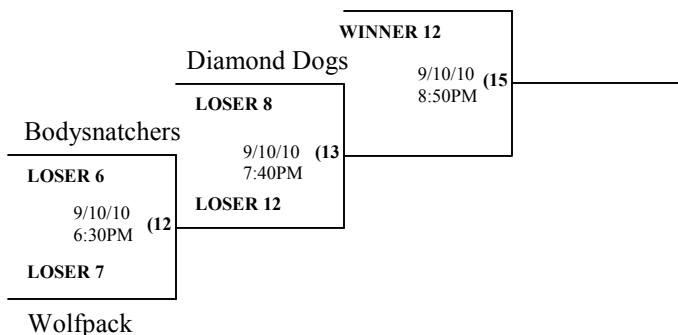 WINNER 12
Diamond Dogs
9/10/10 (15
8:50PM
LOSER 8
Bodysnatchers
9/10/10 (13
7:40PM
LOSER 6
LOSER 12
9/10/10 (12
6:30PM
LOSER 7
Wolfpack